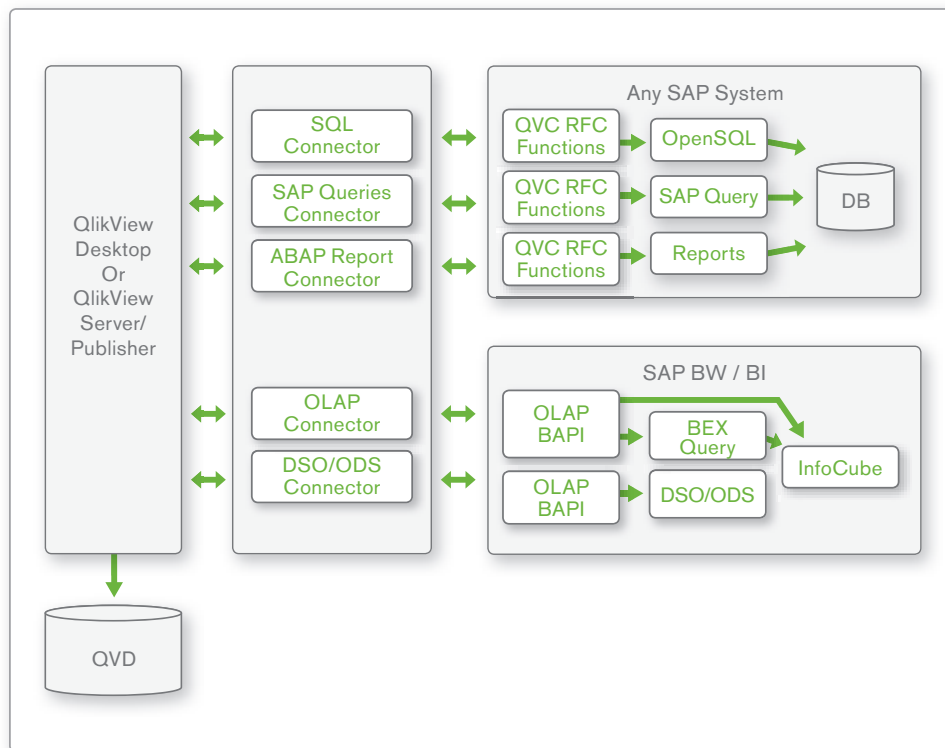 QlikView
Desktop
Or
QlikView
Server/
Publisher
QVD
SQL
Connector
SAP Queries
Connector
ABAP Report
Connector
OLAP
Connector
DSO/ODS
Connector
Any SAP System
QVC RFC
Functions
OpenSQL
QVC RFC
Functions
SAP Query
QVC RFC
Functions
Reports
DB
SAP BW / BI
OLAP
BAPI
BEX
Query
InfoCube
OLAP
BAPI
DSO/ODS